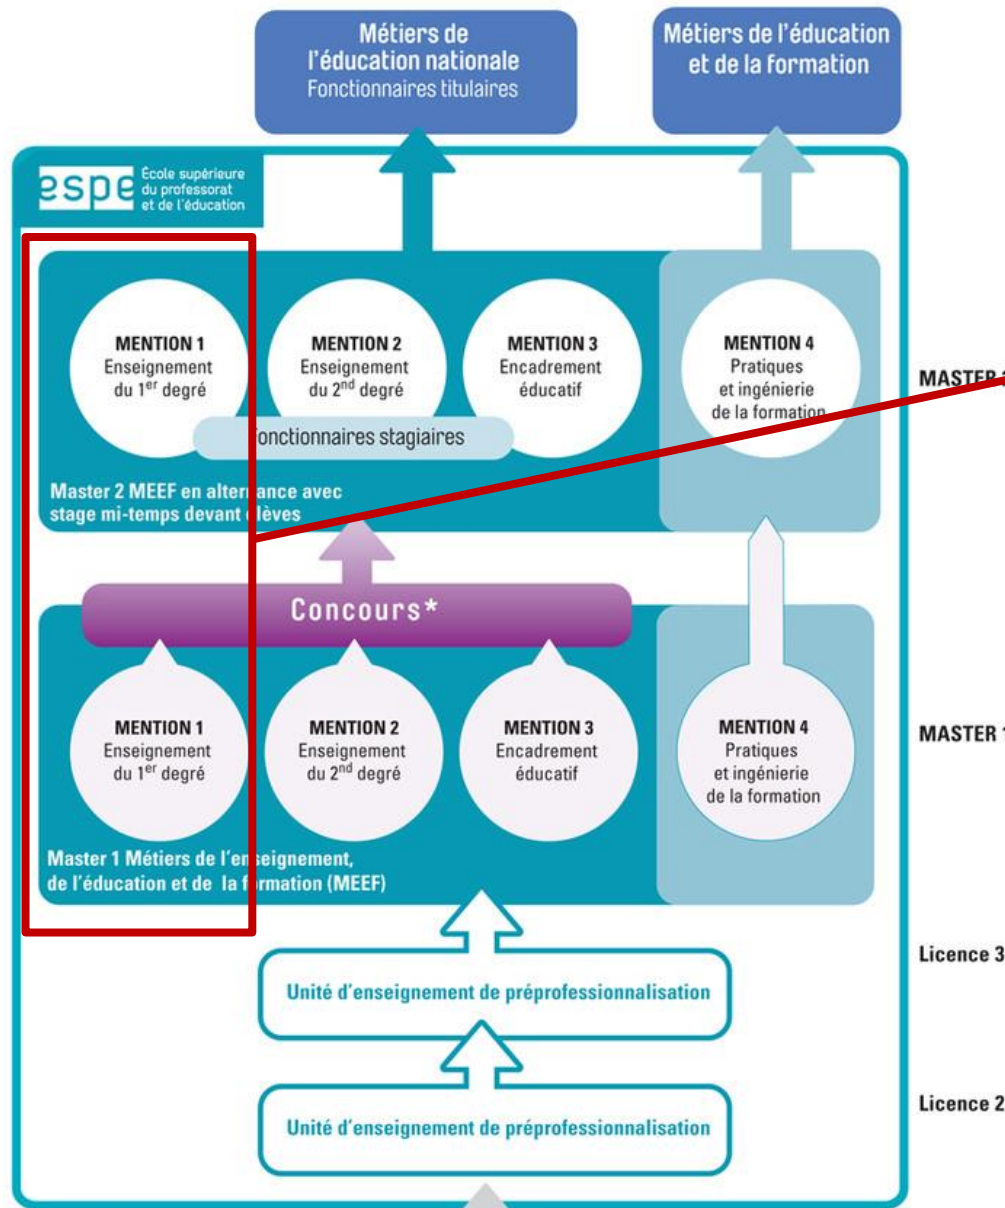 Métiers de
l'éducation nationale
Fonctionnaires titulaires
Métiers de l'éducation
et de la formation
espe
École supérieure
du professorat
et de l'éducation
MENTION 1
Enseignement
du 1er degré
MENTION 2
Enseignement
du 2nd degré
MENTION 3
Encadrement
éducatif
MENTION 4
Pratiques
et ingénierie
de la formation
MASTER
Fonctionnaires stagiaires
Master 2 MEEF en alternance avec
stage mi-temps devant élèves
Concours*
MENTION 1
Enseignement
du 1er degré
MENTION 2
Enseignement
du 2nd degré
MENTION 3
Encadrement
éducatif
MENTION 4
Pratiques
et ingénierie
de la formation
MASTER 1
Master 1 Métiers de l'enseignement,
de l'éducation et de la formation (MEEF)
Licence 3
Unité d'enseignement de préprofessionnalisation
Licence 2
Unité d'enseignement de préprofessionnalisation